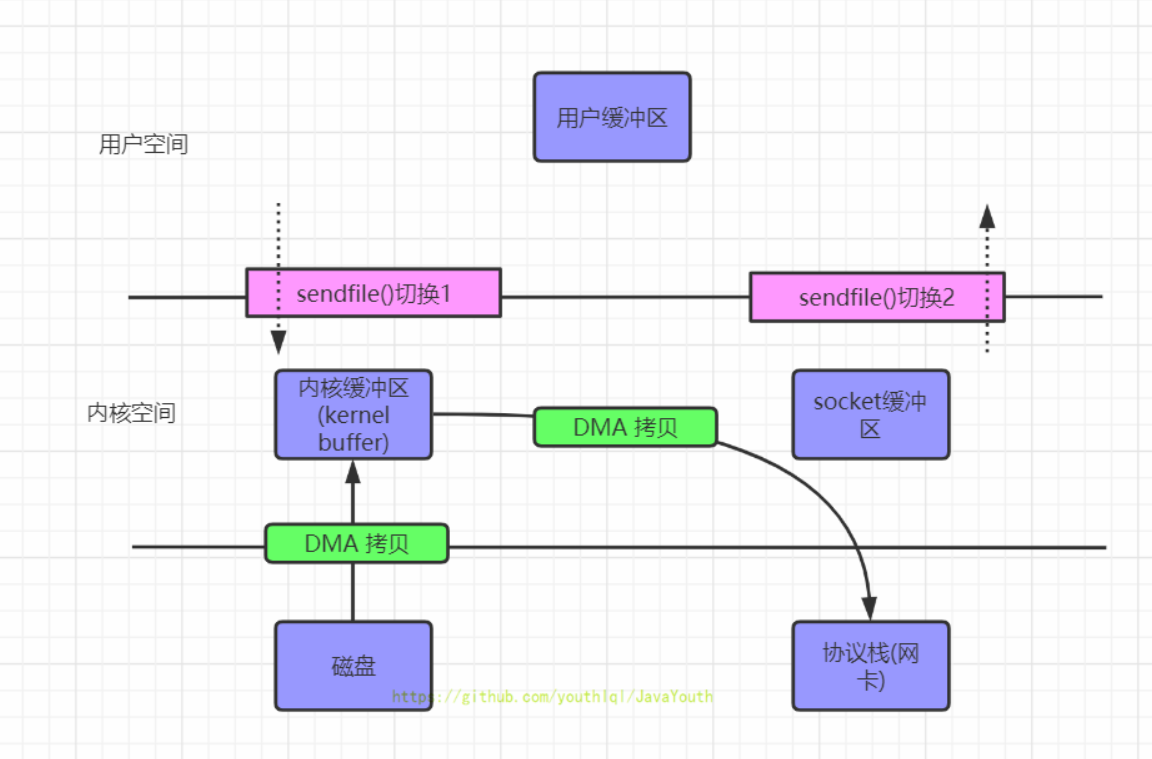 用户缓冲区
用户空间
sendfile()切换1
sendfile()切换2
内核空间
内核缓冲区
(kernel
buffer)
DMA 拷贝
socket缓冲
区
DMA 拷贝
磁盘
协议栈(网
卡)
https://github.com/youthlql/JavaYouth